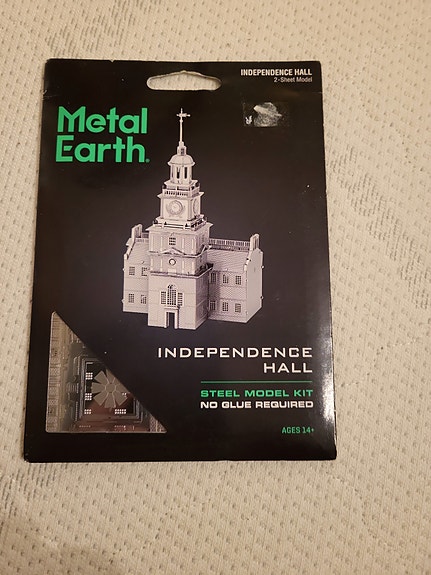 INDEPENDENCE HALL
2-Sheet Model
Metal
Earth®
INDEPENDENCE
HALL
STEEL MODEL KIT
NO GLUE REQUIRED
AGES 14+